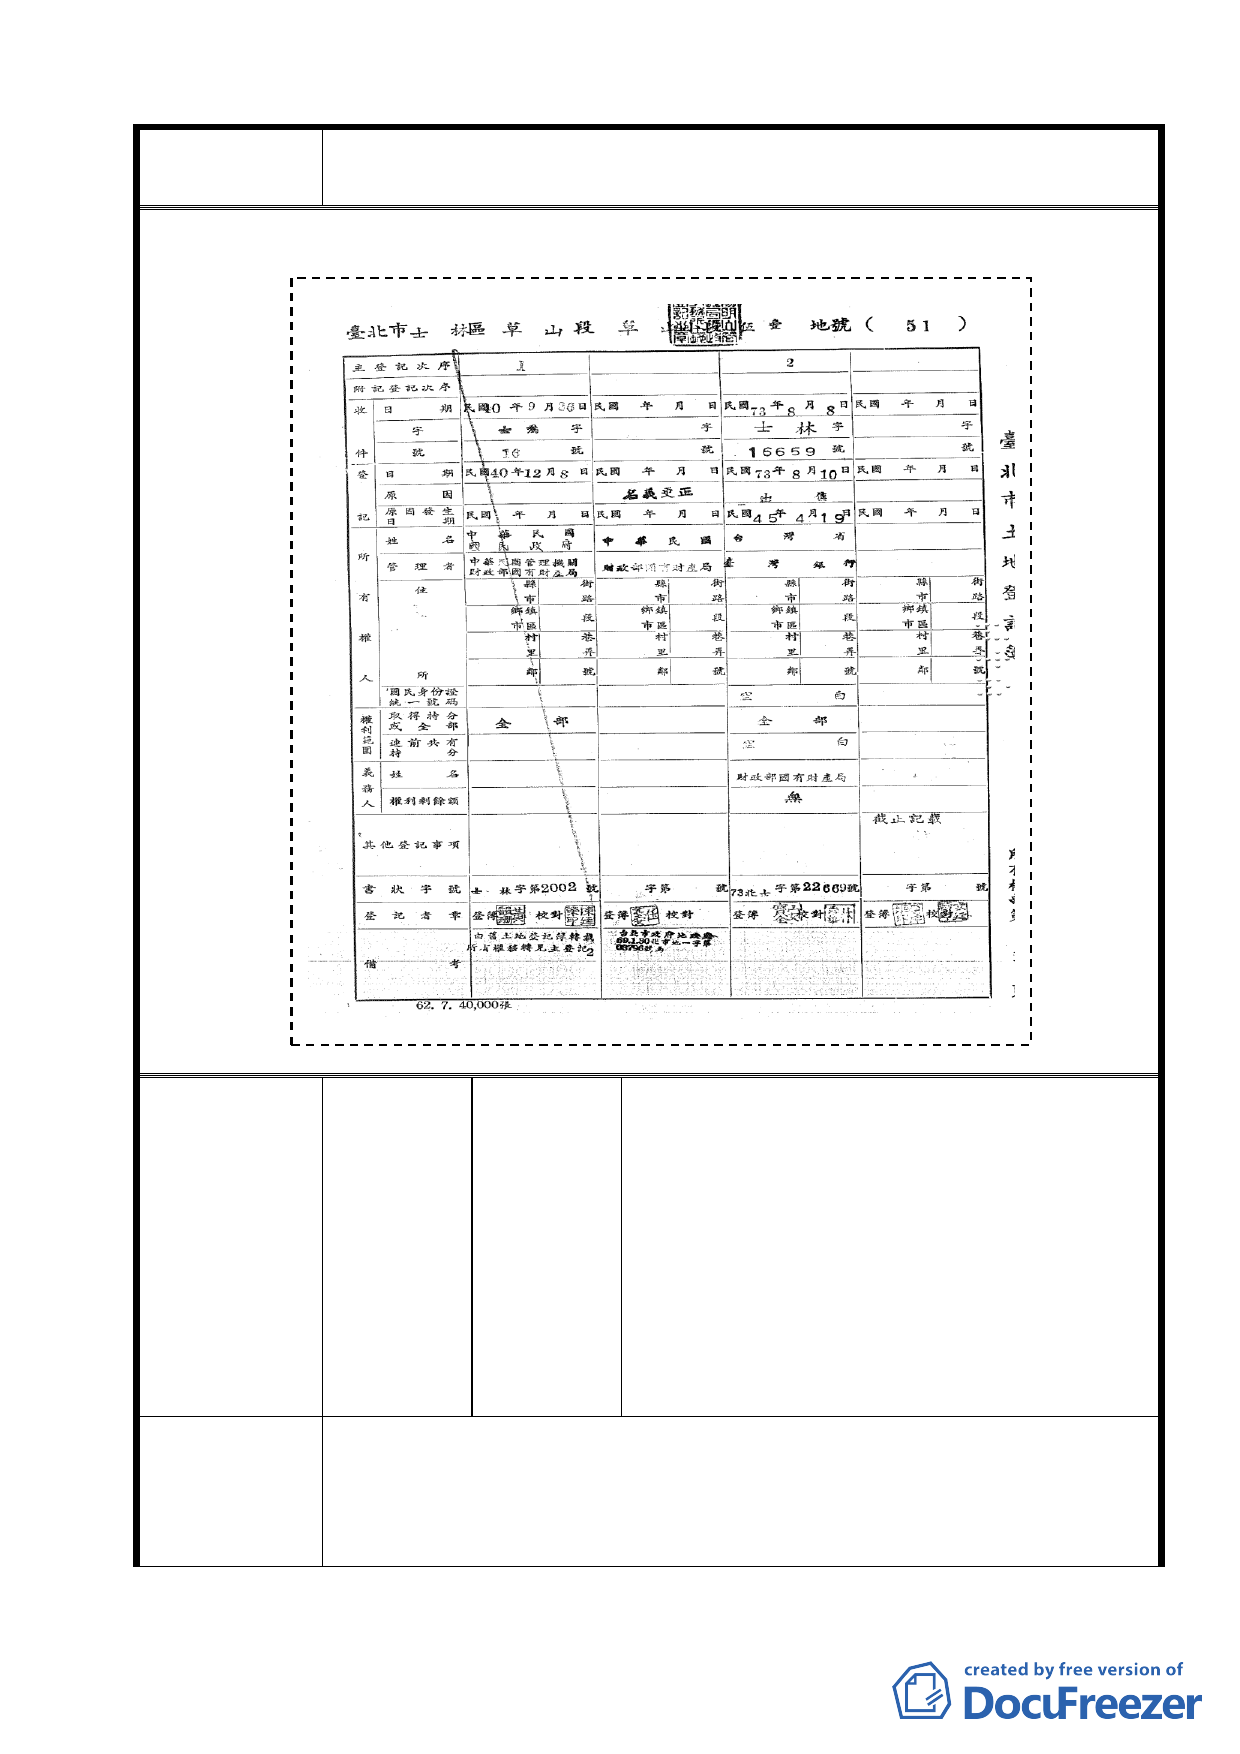 臺北市士林區草山段草 地號( 51 )
主登記次序 1 2
附記登記次序
收件 日期 民國40年9月 日 民國 年 月 日 民國73年8月8日 民國 年 月 日
字 字 字 士林字 字
號 16 號 號 16659號 號
登記 日期 民國40年12月8日 民國 年 月 日 民國73年8月10日 民國 年 月 日
原因 名義更正
原因發生日期 民國 年 月 日 民國 年 月 日 民國45年4月19日 民國 年 月 日
所有權人 姓名 中華民國國民政府 中華民國 台灣省
管理者 中華民國管理機關財政部國有財產局 財政部國有財產局 臺灣銀行
住所 縣市 街路 縣市 街路 縣市 街路 縣市 街路
鄉鎮市區 段 鄉鎮市區 段 鄉鎮市區 段 鄉鎮市區 段
村里 巷弄 村里 巷弄 村里 巷弄 村里 巷弄
鄰 號 鄰 號 鄰 號 鄰 號
國民身份證統一號碼 空白
權利範圍 取得持分或全部 全部 全部
連前共有持分 空白
義務人 姓名 財政部國有財產局
權利剩餘額 無
其他登記事項 截止記載
書狀字號 士林字第2002號 字第 號 73北士字第22669號 字第 號
登記者章 登簿 校對 登簿 校對 登簿 校對 登簿 校對
備考 由舊土地登記簿轉載
所有權移轉見主登記2
台北市政府地政處
69.1.30北市地一字第
03796號函
62. 7. 40,000張
臺北市土地登記
created by free version of
DocuFreezer